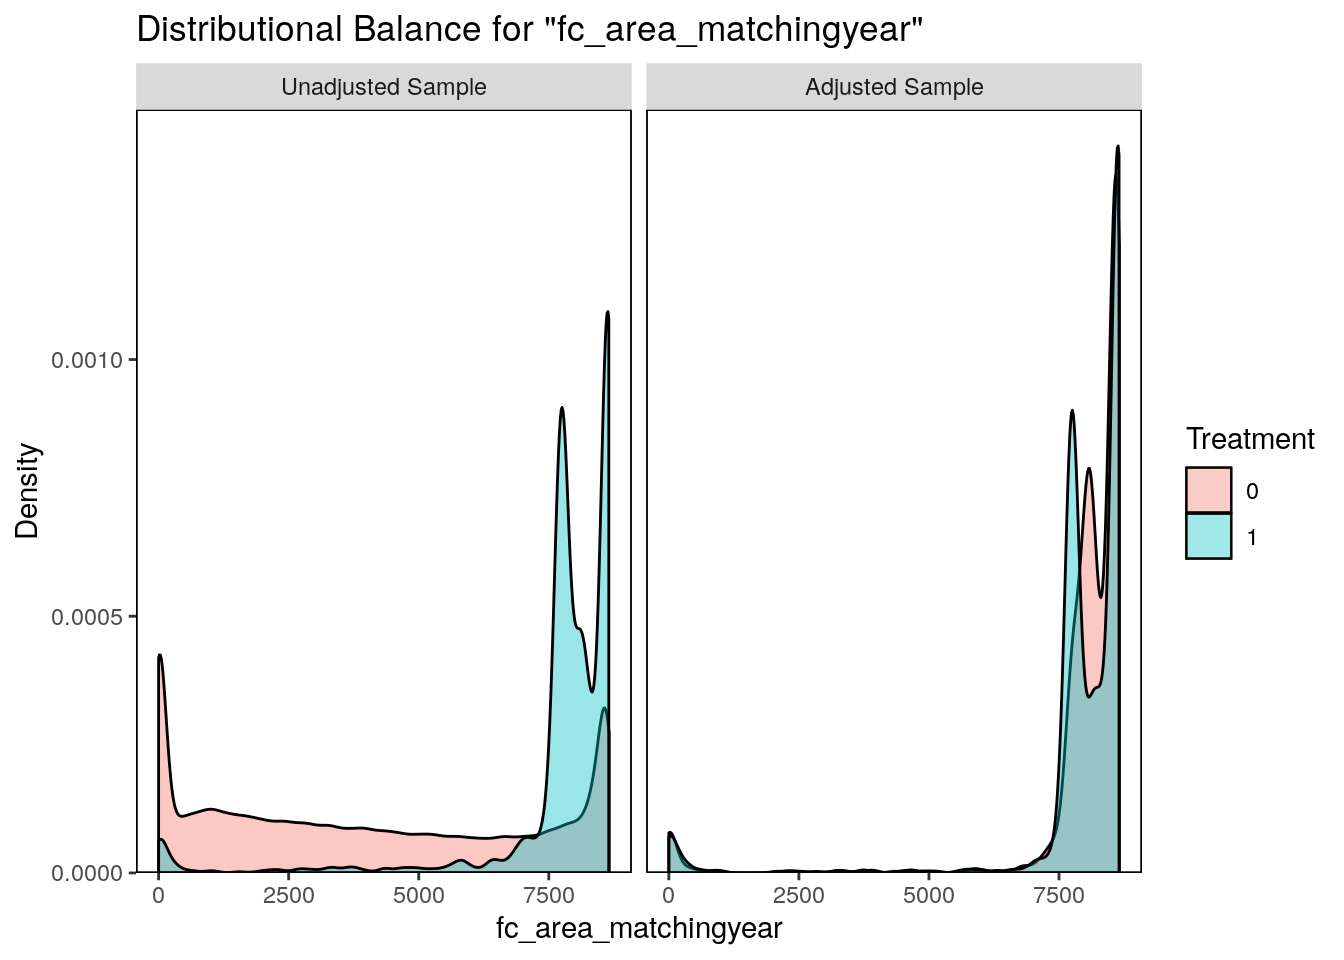 Distributional Balance for "fc_area_matchingyear"
Unadjusted Sample
Adjusted Sample
Density
0.0010
0.0005
0.0000
0
2500
5000
7500
0
2500
5000
7500
fc_area_matchingyear
Treatment
0
1